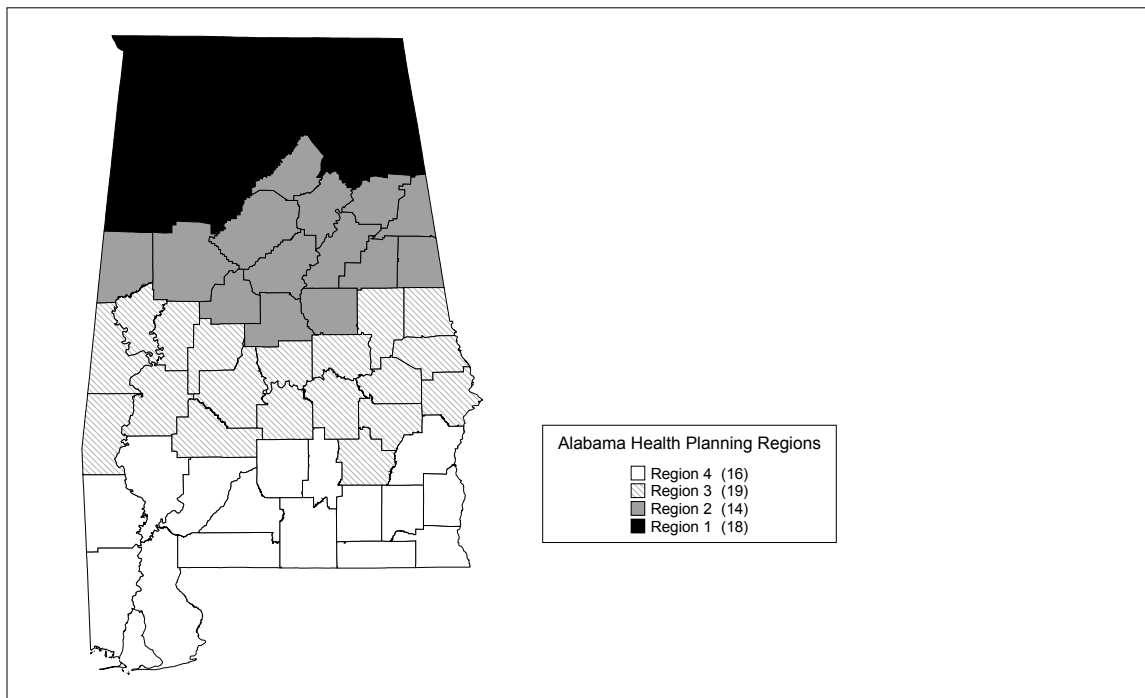 Alabama Health Planning Regions
Region 4 (16)
Region 3 (19)
Region 2 (14)
Region 1 (18)